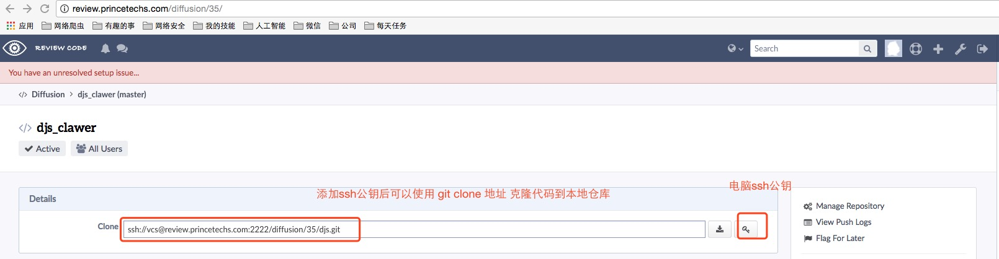 review.princetechs.com/diffusion/35/
应用 网络爬虫 有趣的事 网络安全 我的技能 人工智能 微信 公司 每天任务
REVIEW CODE Search
You have an unresolved setup issue...
Diffusion > djs_clawer (master)
</> djs_clawer
Active All Users
添加ssh公钥后可以使用 git clone 地址 克隆代码到本地仓库
电脑ssh公钥
Details
Clone ssh://vcs@review.princetechs.com:2222/diffusion/35/djs.git
Manage Repository
View Push Logs
Flag For Later